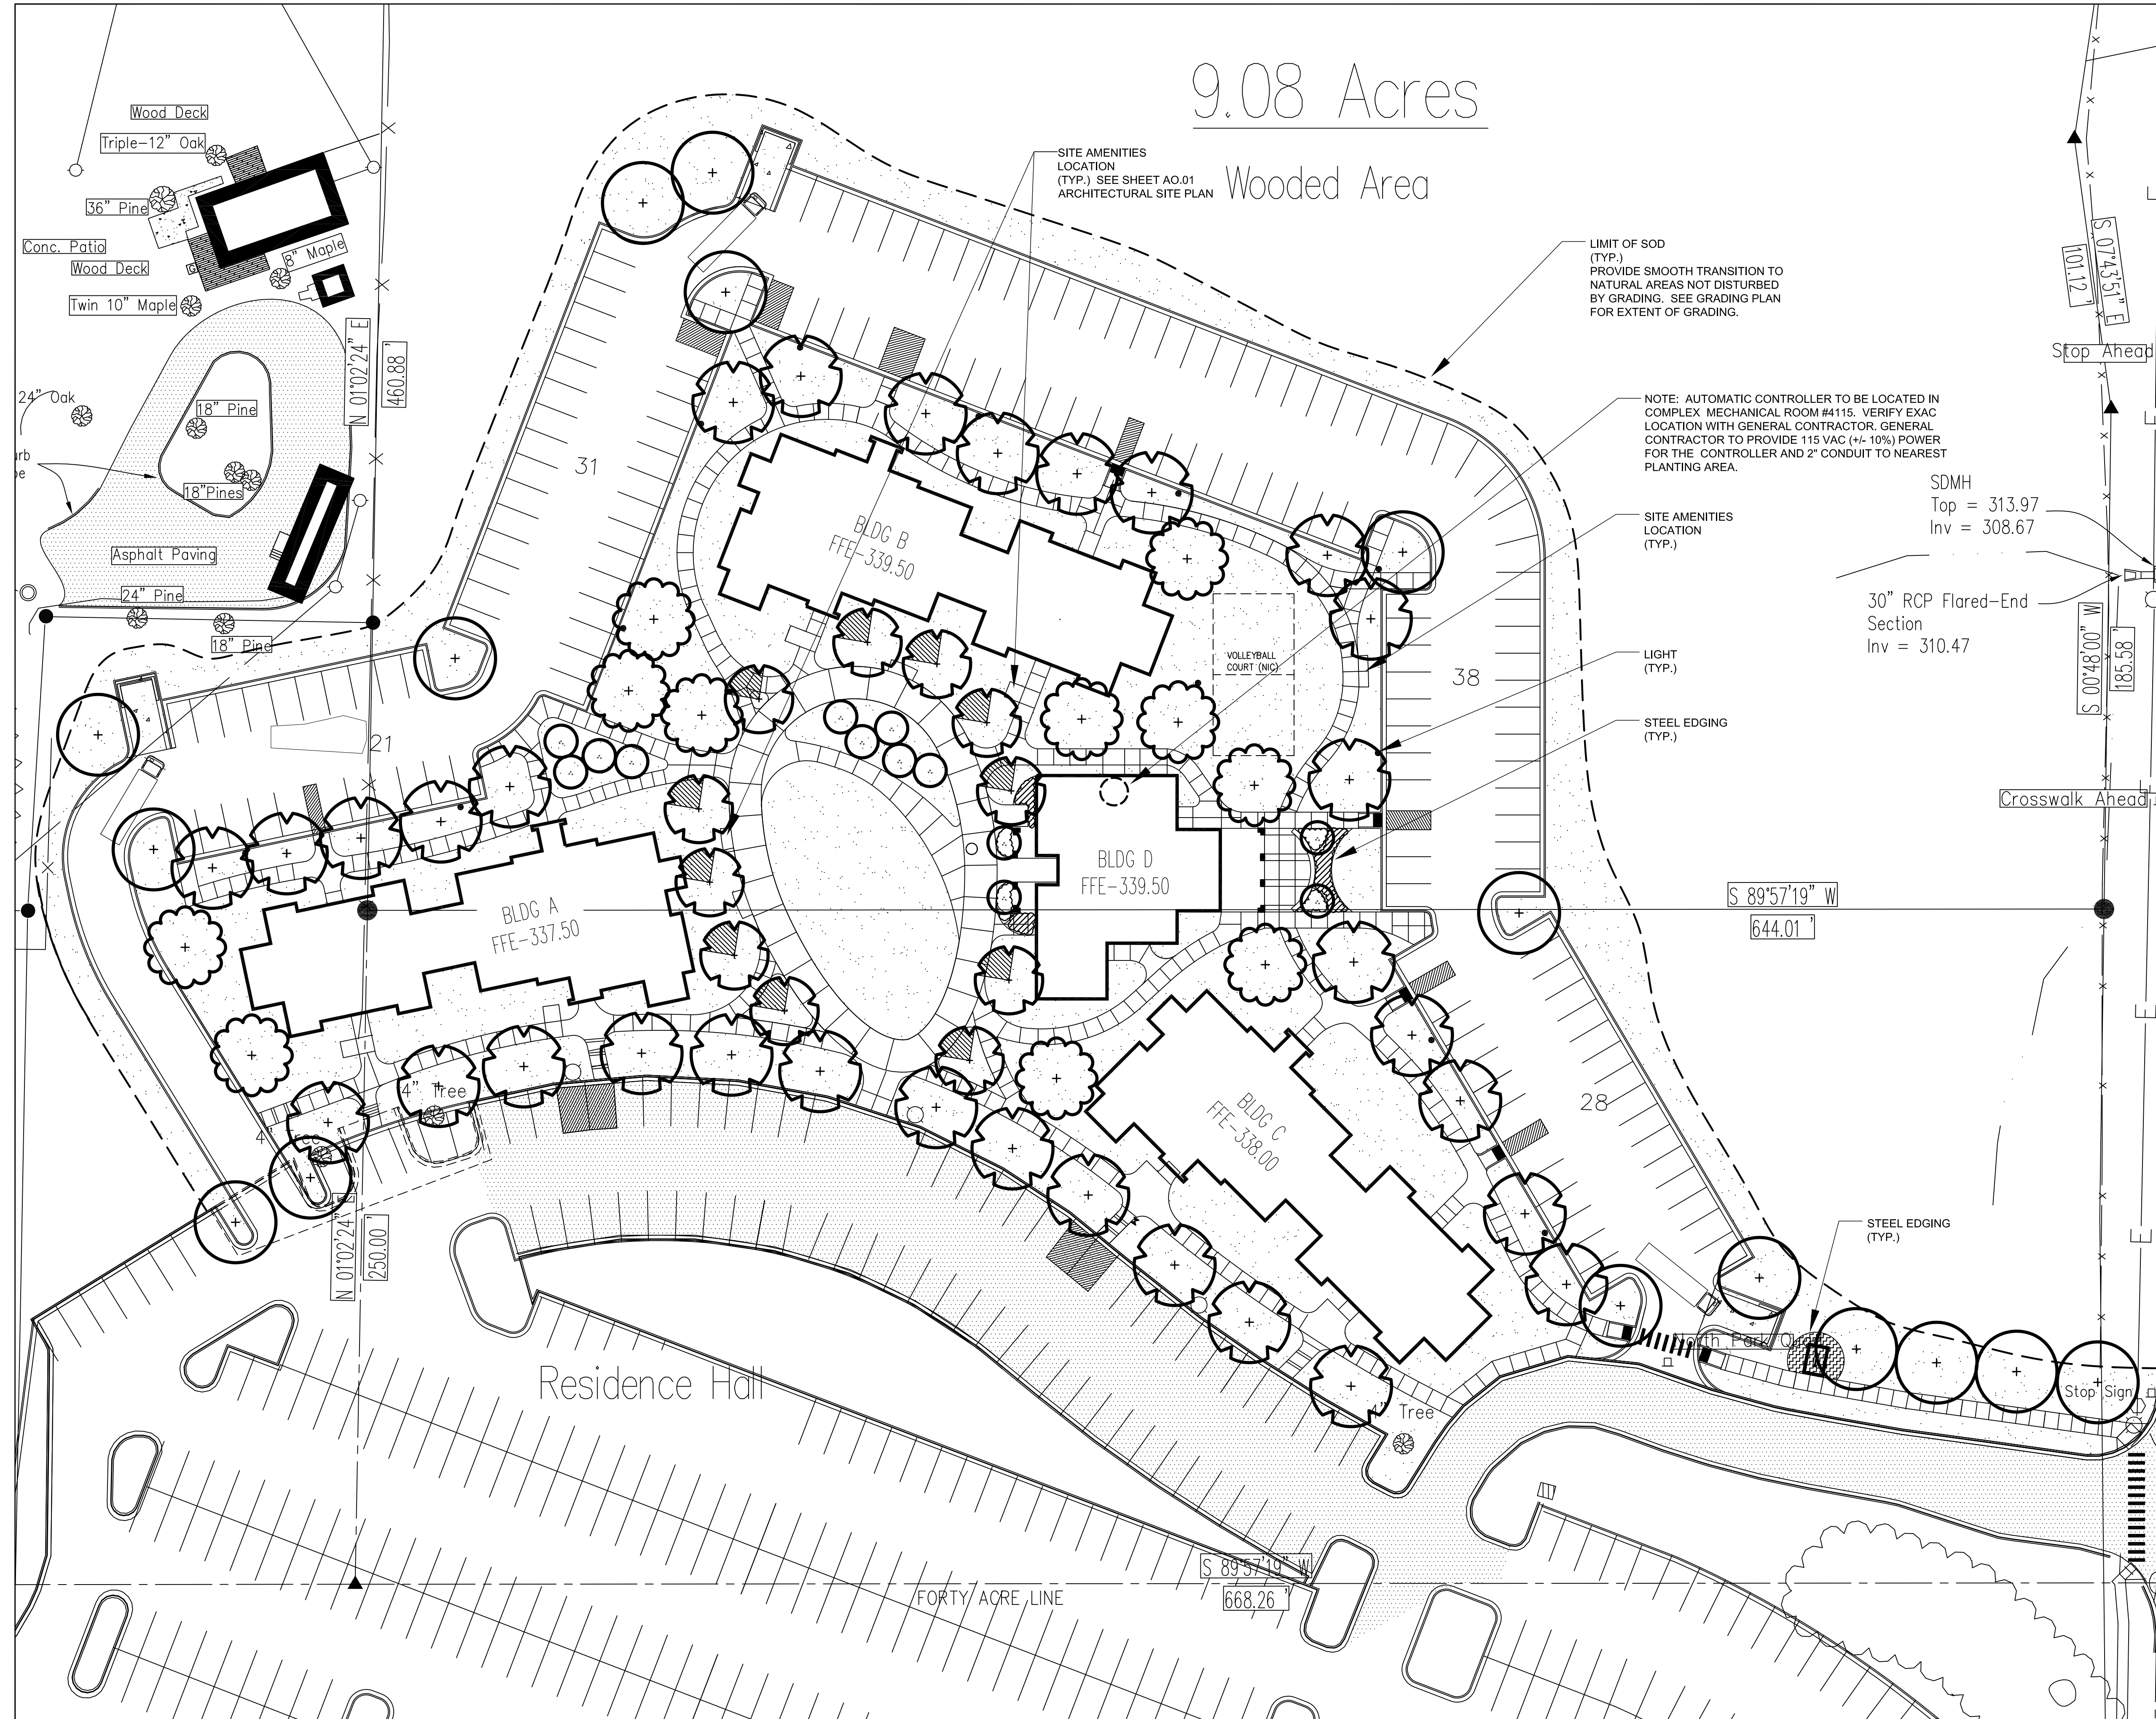 9.08 Acres
Wooded Area
Wood Deck
Triple-12" Oak
36" Pine
Conc. Patio
Wood Deck
8" Maple
Twin 10" Maple
24" Oak
18" Pine
18"Pines
Asphalt Paving
24" Pine
18" Pine
N 01°02'24" E
460.88 '
SITE AMENITIES
LOCATION
(TYP.) SEE SHEET AO.01
ARCHITECTURAL SITE PLAN
LIMIT OF SOD
(TYP.)
PROVIDE SMOOTH TRANSITION TO
NATURAL AREAS NOT DISTURBED
BY GRADING. SEE GRADING PLAN
FOR EXTENT OF GRADING.
NOTE: AUTOMATIC CONTROLLER TO BE LOCATED IN
COMPLEX MECHANICAL ROOM #4115. VERIFY EXAC
LOCATION WITH GENERAL CONTRACTOR. GENERAL
CONTRACTOR TO PROVIDE 115 VAC (+/- 10%) POWER
FOR THE CONTROLLER AND 2" CONDUIT TO NEAREST
PLANTING AREA.
SITE AMENITIES
LOCATION
(TYP.)
LIGHT
(TYP.)
STEEL EDGING
(TYP.)
S 07°43'51" E
101.12 '
Stop Ahead
SDMH
Top = 313.97
Inv = 308.67
30" RCP Flared-End
Section
Inv = 310.47
S 00°48'00" W
185.58 '
Crosswalk Ahead
31
21
38
28
BLDG B
FFE-339.50
VOLLEYBALL
COURT (NIC)
BLDG D
FFE-339.50
BLDG A
FFE-337.50
BLDG C
FFE-338.00
S 89°57'19" W
644.01 '
4" Tree
4" Tree
N 01°02'24" E
250.00 '
Residence Hall
4" Tree
STEEL EDGING
(TYP.)
North Park
Stop Sign
S 89°57'19" W
668.26 '
FORTY ACRE LINE